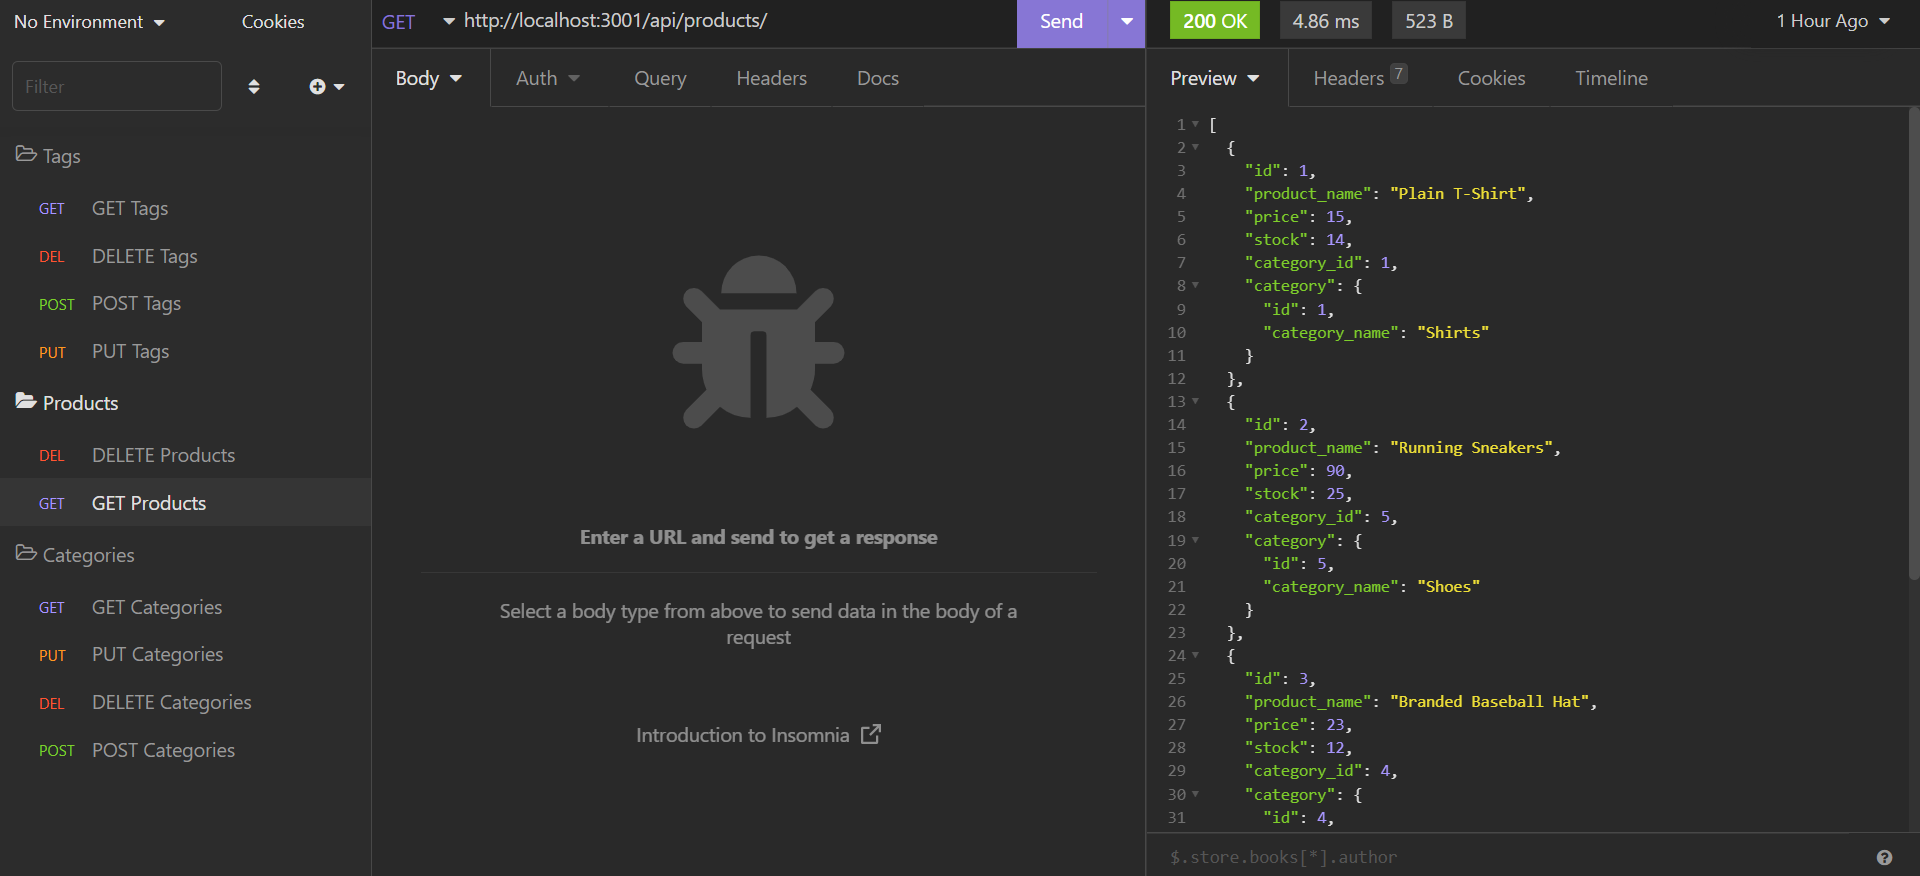 No Environment
Cookies
Filter
Tags
GET GET Tags
DEL DELETE Tags
POST POST Tags
PUT PUT Tags
Products
DEL DELETE Products
GET GET Products
Categories
GET GET Categories
PUT PUT Categories
DEL DELETE Categories
POST POST Categories
GET http://localhost:3001/api/products/ Send
Body Auth Query Headers Docs
Enter a URL and send to get a response
Select a body type from above to send data in the body of a
request
Introduction to Insomnia
200 OK 4.86 ms 523 B 1 Hour Ago
Preview Headers 7 Cookies Timeline
1 [
2 {
3 "id": 1,
4 "product_name": "Plain T-Shirt",
5 "price": 15,
6 "stock": 14,
7 "category_id": 1,
8 "category": {
9 "id": 1,
10 "category_name": "Shirts"
11 }
12 },
13 {
14 "id": 2,
15 "product_name": "Running Sneakers",
16 "price": 90,
17 "stock": 25,
18 "category_id": 5,
19 "category": {
20 "id": 5,
21 "category_name": "Shoes"
22 }
23 },
24 {
25 "id": 3,
26 "product_name": "Branded Baseball Hat",
27 "price": 23,
28 "stock": 12,
29 "category_id": 4,
30 "category": {
31 "id": 4,
$.store.books[*].author